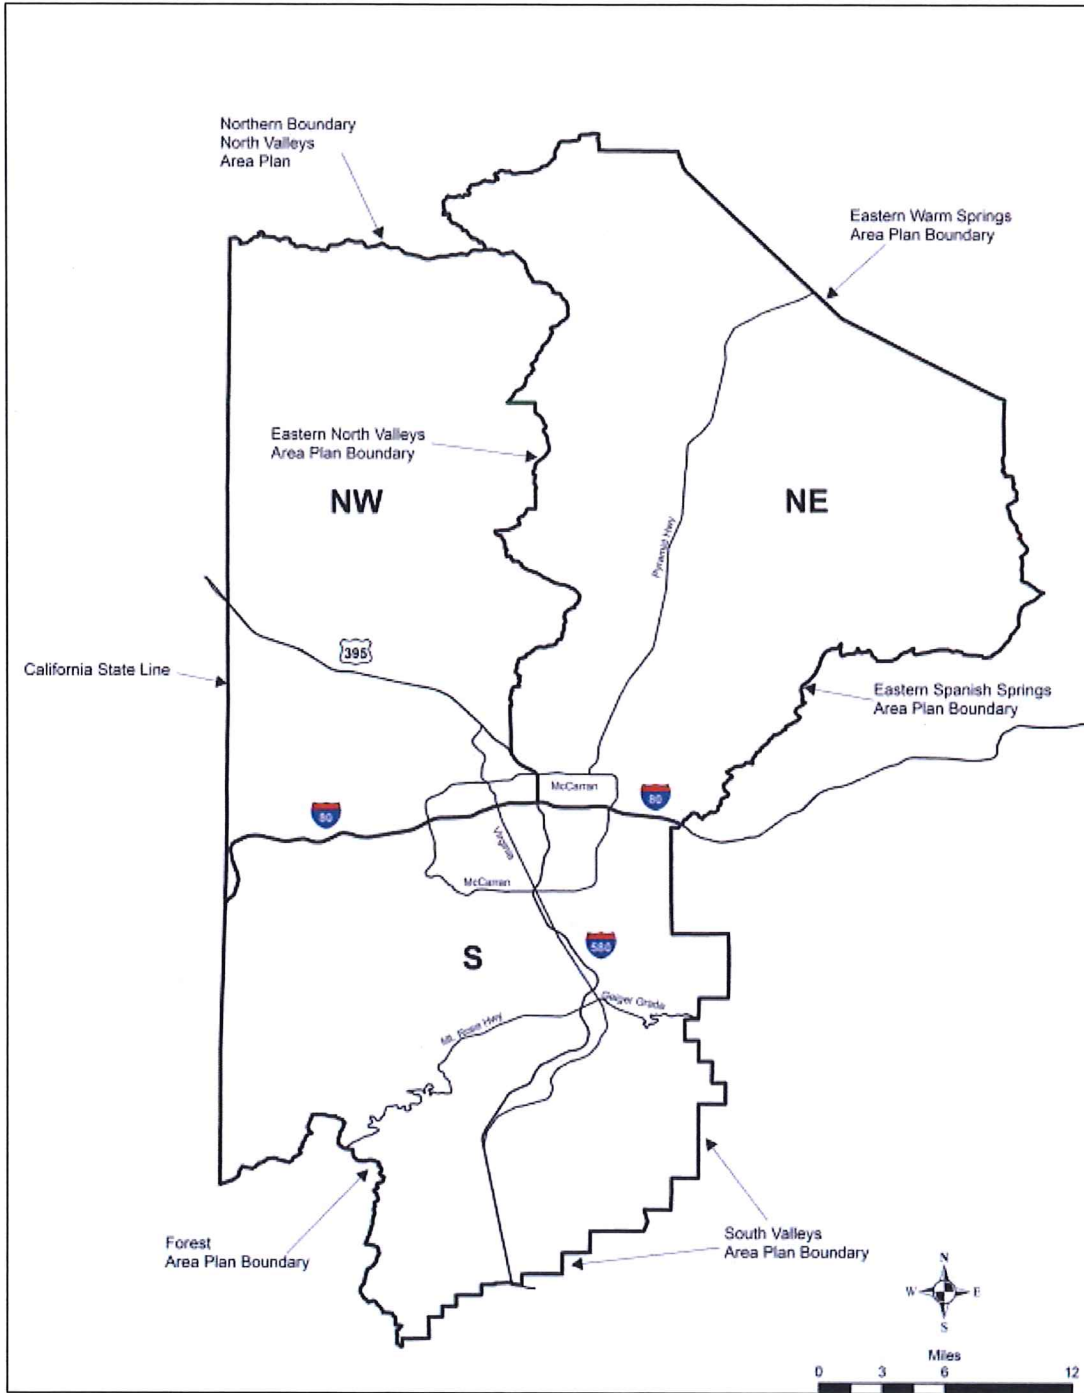 Northern Boundary
North Valleys
Area Plan
Eastern Warm Springs
Area Plan Boundary
Eastern North Valleys
Area Plan Boundary
NW
NE
Pyramid Hwy
395
California State Line
Eastern Spanish Springs
Area Plan Boundary
McCarran
80
80
Virginia
McCarran
580
S
Geiger Grade
Mt. Rose Hwy
South Valleys
Area Plan Boundary
Forest
Area Plan Boundary
N
W
E
S
Miles
0 3 6 12